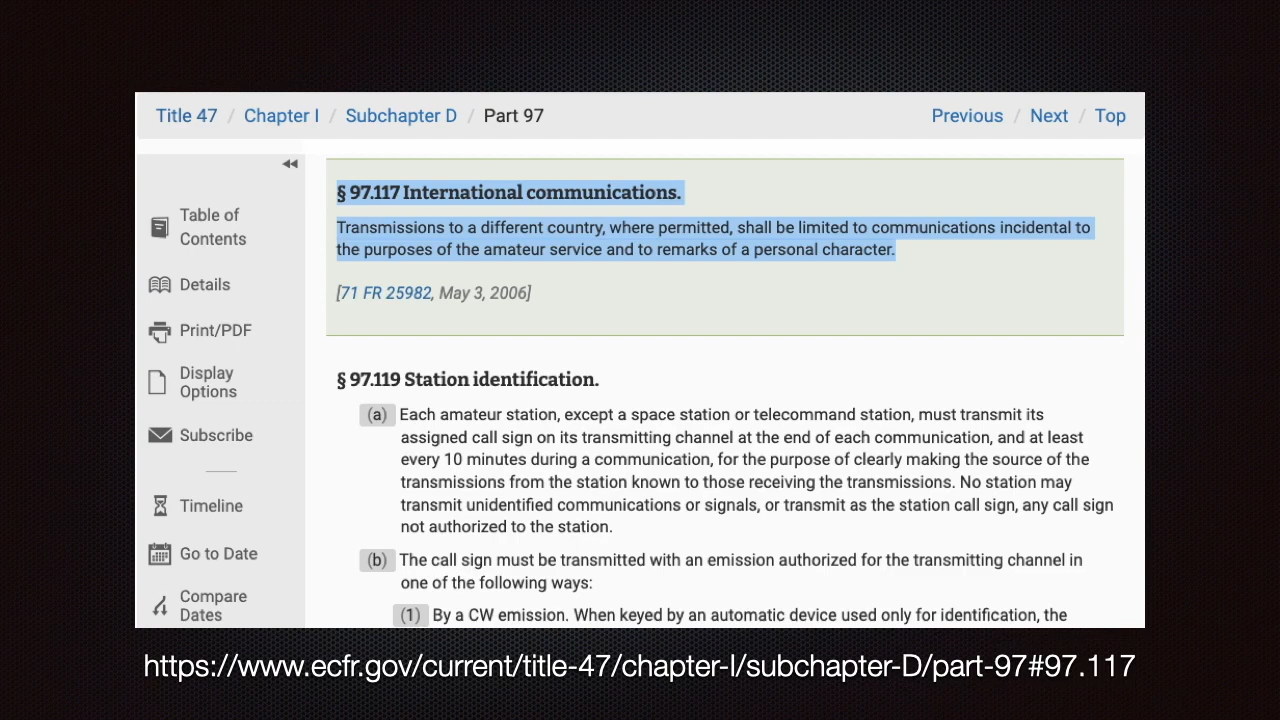 Title 47 / Chapter I / Subchapter D / Part 97
Previous / Next / Top
Table of
Contents
Details
Print/PDF
Display
Options
Subscribe
Timeline
Go to Date
Compare
Dates
§ 97.117 International communications.
Transmissions to a different country, where permitted, shall be limited to communications incidental to
the purposes of the amateur service and to remarks of a personal character.
[71 FR 25982, May 3, 2006]
§ 97.119 Station identification.
(a) Each amateur station, except a space station or telecommand station, must transmit its
assigned call sign on its transmitting channel at the end of each communication, and at least
every 10 minutes during a communication, for the purpose of clearly making the source of the
transmissions from the station known to those receiving the transmissions. No station may
transmit unidentified communications or signals, or transmit as the station call sign, any call sign
not authorized to the station.
(b) The call sign must be transmitted with an emission authorized for the transmitting channel in
one of the following ways:
(1) By a CW emission. When keyed by an automatic device used only for identification, the
https://www.ecfr.gov/current/title-47/chapter-I/subchapter-D/part-97#97.117